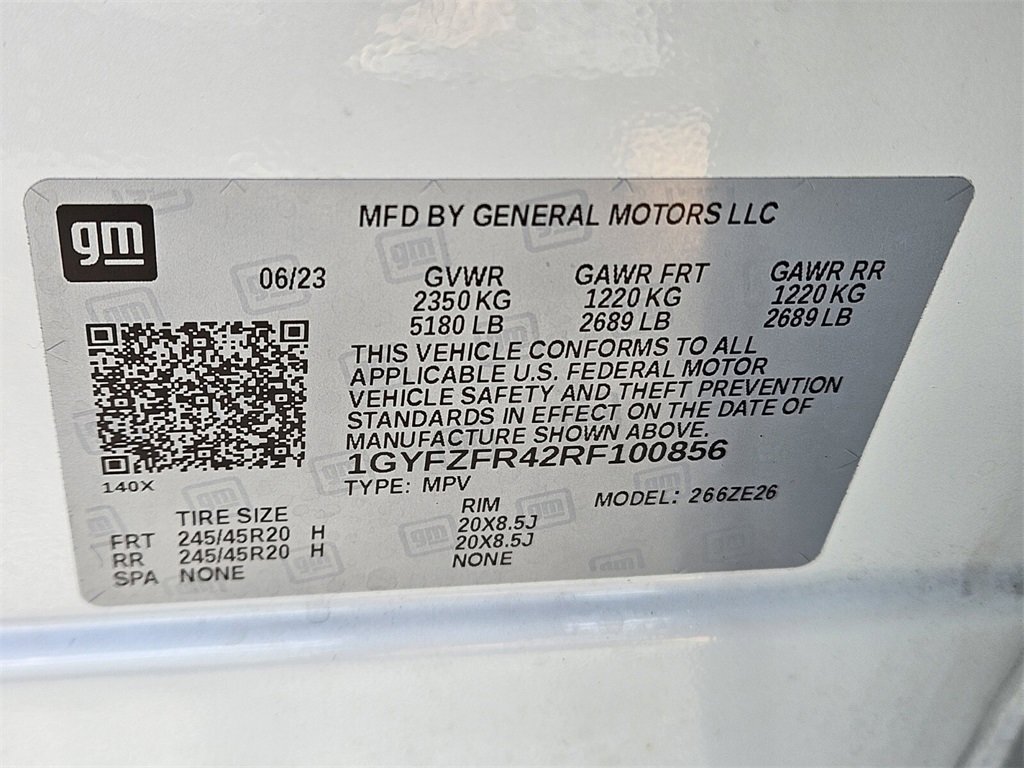 gm
MFD BY GENERAL MOTORS LLC
06/23 GVWR GAWR FRT GAWR RR
2350 KG 1220 KG 1220 KG
5180 LB 2689 LB 2689 LB
THIS VEHICLE CONFORMS TO ALL
APPLICABLE U.S. FEDERAL MOTOR
VEHICLE SAFETY AND THEFT PREVENTION
STANDARDS IN EFFECT ON THE DATE OF
MANUFACTURE SHOWN ABOVE.
1GYFZFR42RF100856
140X
TYPE: MPV MODEL: 266ZE26
TIRE SIZE RIM
FRT 245/45R20 H 20X8.5J
RR 245/45R20 H 20X8.5J
SPA NONE NONE